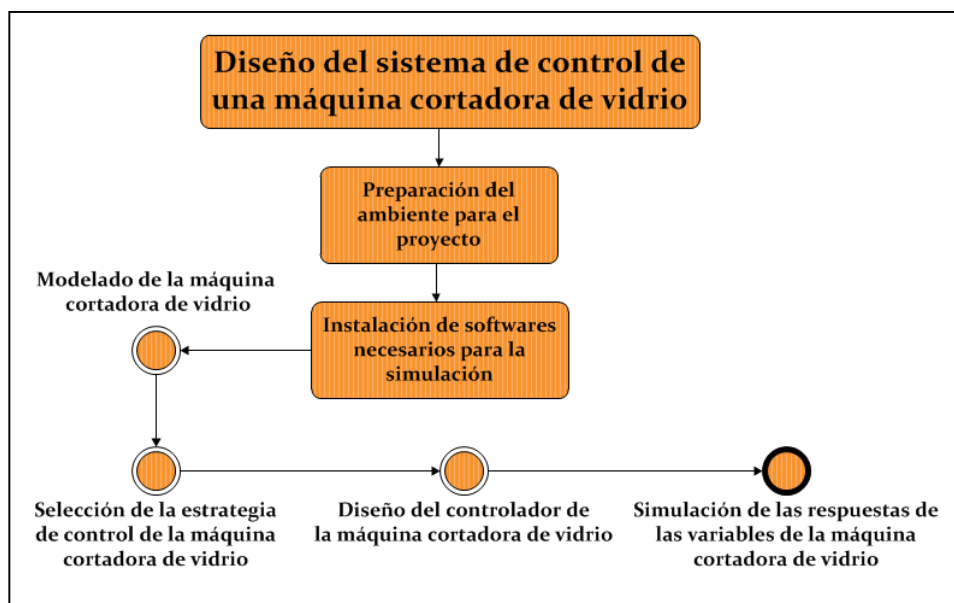 Diseño del sistema de control de
una máquina cortadora de vidrio
Preparación del
ambiente para el
proyecto
Modelado de la máquina
cortadora de vidrio
Instalación de softwares
necesarios para la
simulación
Selección de la estrategia
de control de la máquina
cortadora de vidrio
Diseño del controlador de
la máquina cortadora de vidrio
Simulación de las respuestas de
las variables de la máquina
cortadora de vidrio